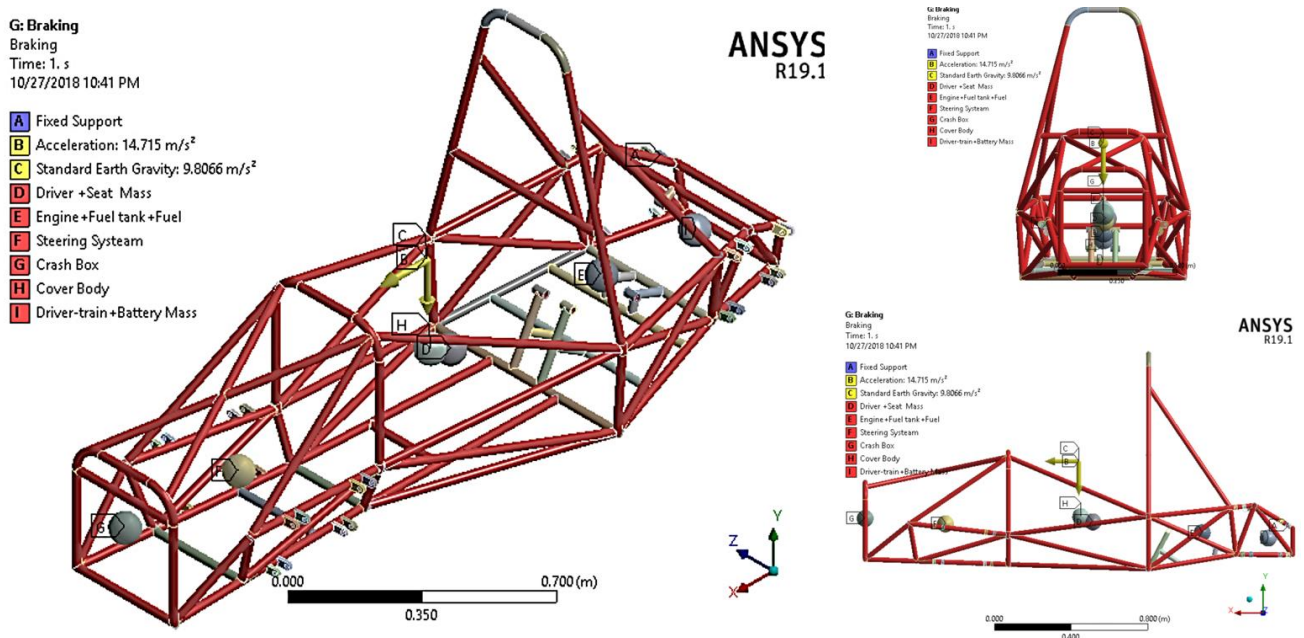 G: Braking
Braking
Time: 1. s
10/27/2018 10:41 PM
A Fixed Support
B Acceleration: 14.715 m/s²
C Standard Earth Gravity: 9.8066 m/s²
D Driver +Seat Mass
E Engine+Fuel tank +Fuel
F Steering Systeam
G Crash Box
H Cover Body
I Driver-train+Battery Mass
ANSYS
R19.1
A
C
B
I
E
H
D
F
G
0.000
0.700 (m)
0.350
Y
Z
X
G: Braking
Braking
Time: 1. s
10/27/2018 10:41 PM
A Fixed Support
B Acceleration: 14.715 m/s²
C Standard Earth Gravity: 9.8066 m/s²
D Driver +Seat Mass
E Engine+Fuel tank +Fuel
F Steering Systeam
G Crash Box
H Cover Body
I Driver-train+Battery Mass
B
G
D
(m)
0.350
G: Braking
Braking
Time: 1. s
10/27/2018 10:41 PM
A Fixed Support
B Acceleration: 14.715 m/s²
C Standard Earth Gravity: 9.8066 m/s²
D Driver +Seat Mass
E Engine+Fuel tank +Fuel
F Steering Systeam
G Crash Box
H Cover Body
I Driver-train+Battery Mass
ANSYS
R19.1
C
B
H
G
A
0.000
0.800 (m)
0.400
Y
X
Z